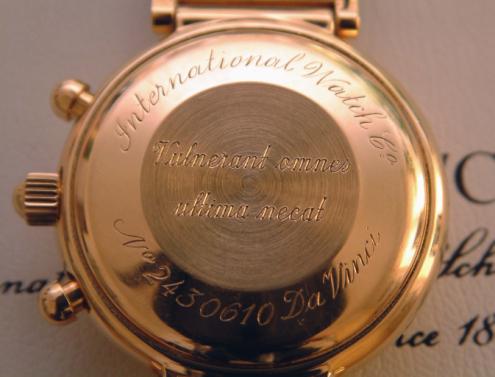 International Watch Co
Vulnerant omnes
ultima necat
No 2430610 Da Vinci